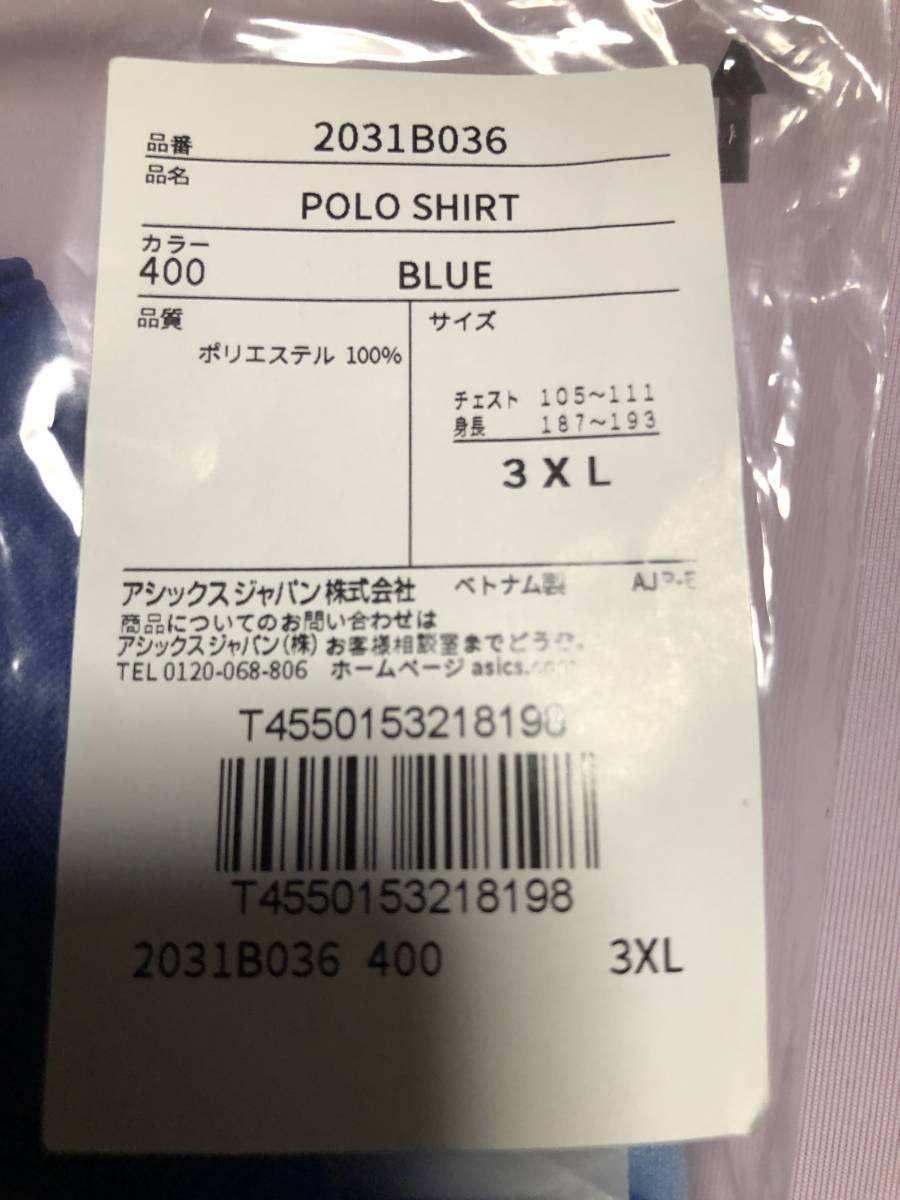 品番 2031B036
品名
POLO SHIRT
カラー
400 BLUE
品質 サイズ
ポリエステル 100%
チェスト 105～111
身長 187～193
3XL
アシックスジャパン株式会社 ベトナム製
商品についてのお問い合わせは
アシックスジャパン(株)お客様相談室までどうぞ。
TEL 0120-068-806 ホームページ
T4550153218198
T4550153218198
2031B036 400 3XL